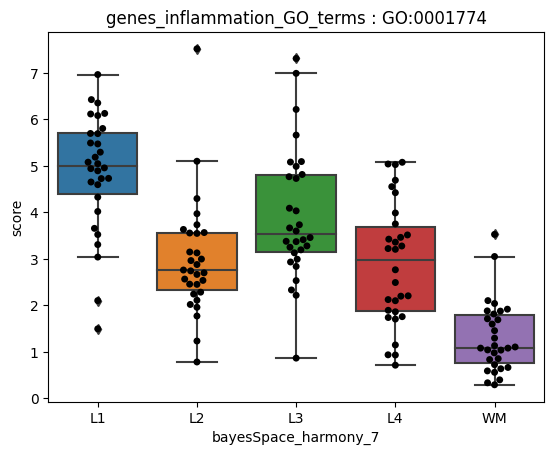 genes_inflammation_GO_terms : GO:0001774
score
7
6
5
4
3
2
1
0
L1 L2 L3 L4 WM
bayesSpace_harmony_7